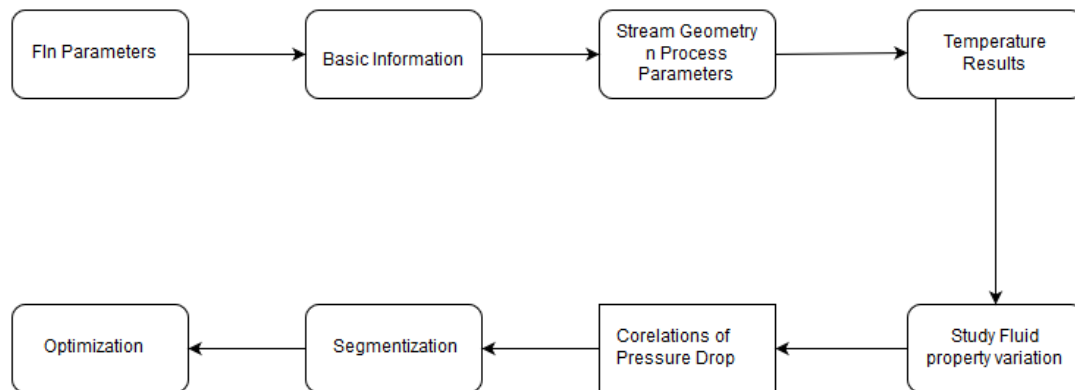 FIn Parameters
Basic Information
Stream Geometry
n Process
Parameters
Temperature
Results
Study Fluid
property variation
Corelations of
Pressure Drop
Segmentization
Optimization